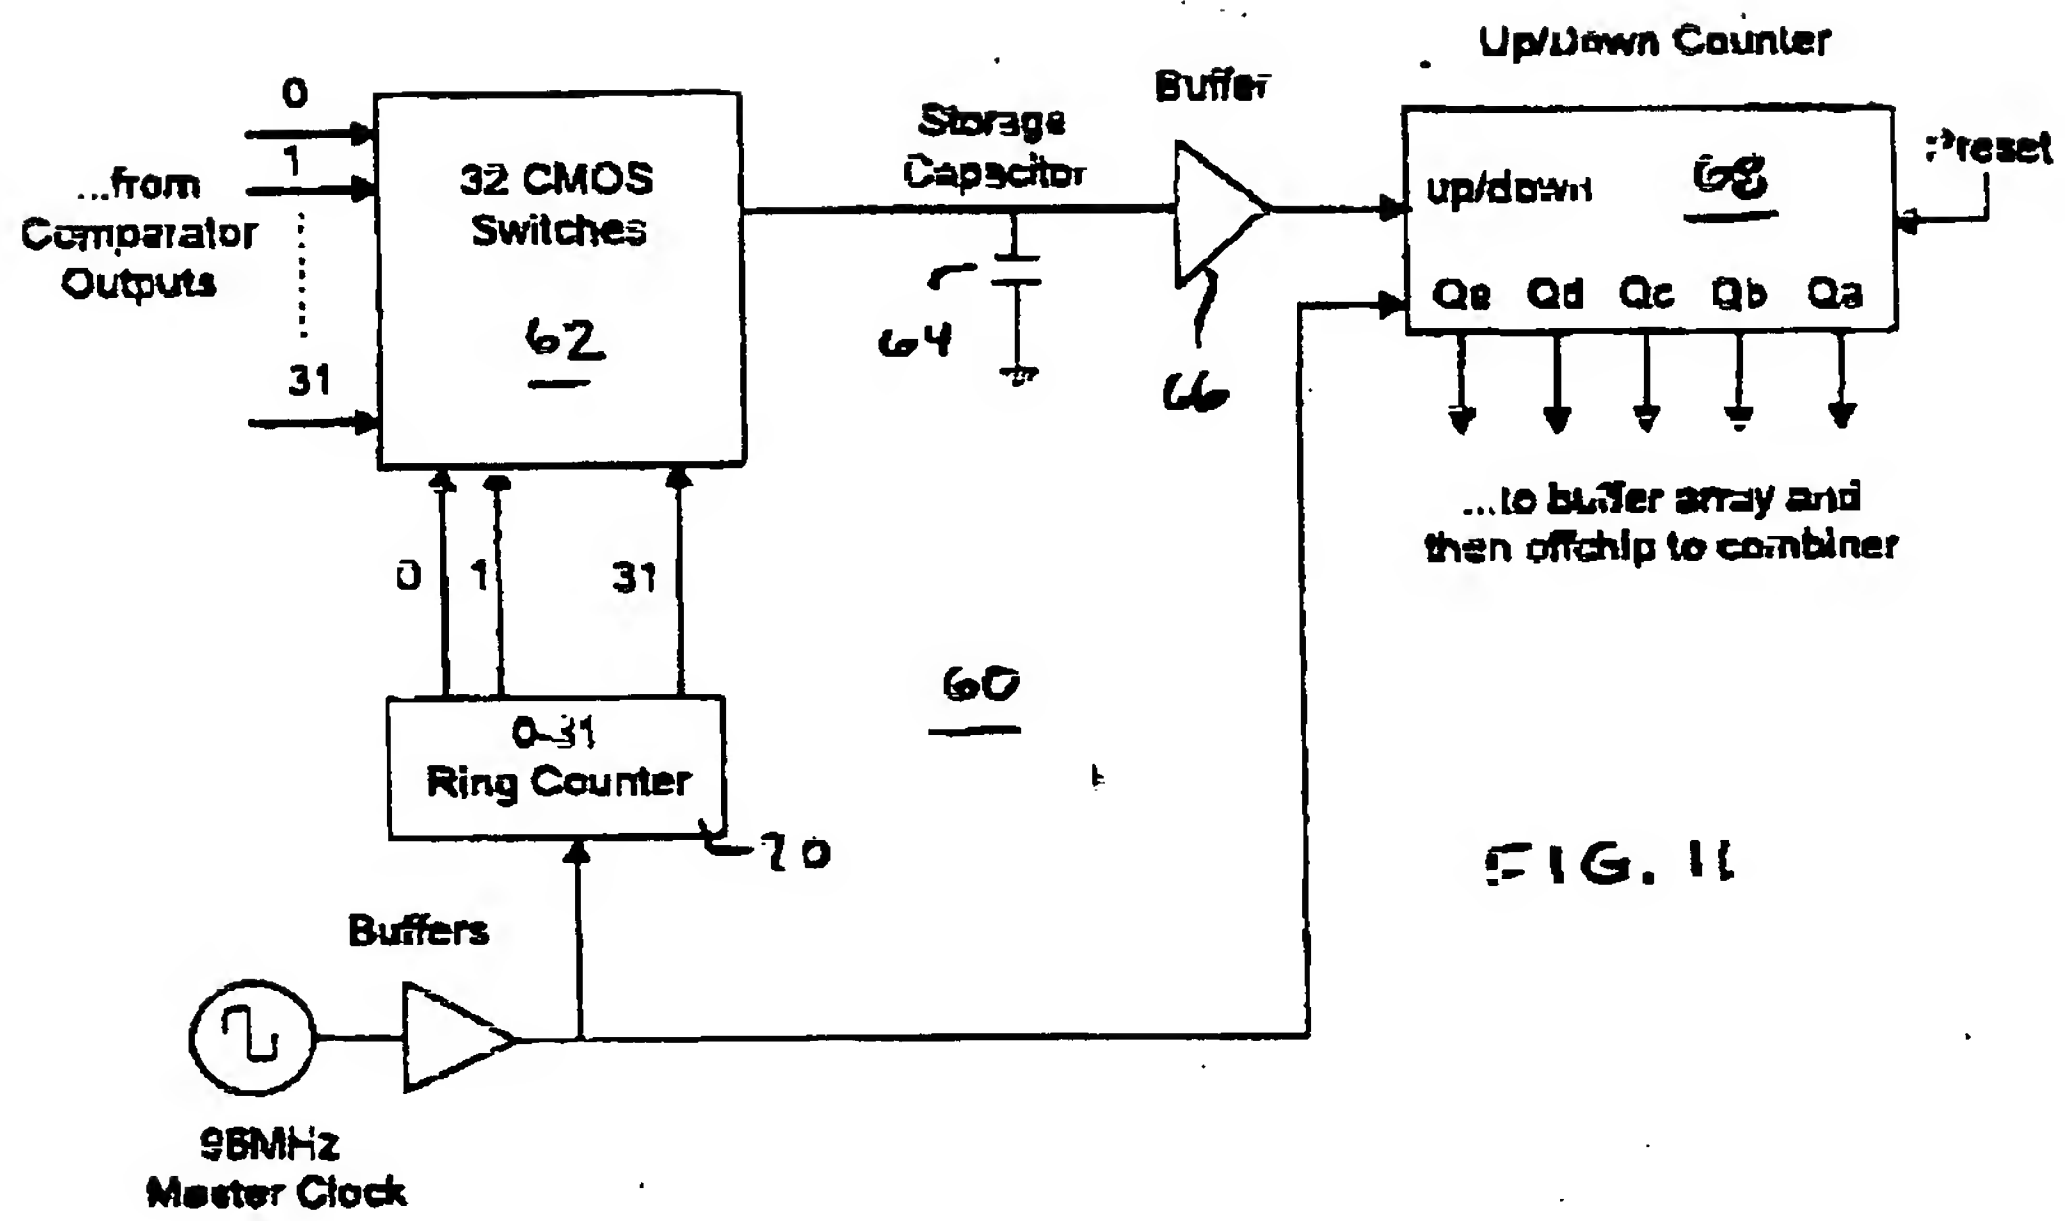 Up/Down Counter
Buffer
0
Storage
Capacitor
Preset
1
32 CMOS
Switches
...from
Comparator
Outputs
up/down
68
Qe Qd Qc Qb Qa
62
64
66
31
...to buffer array and
then offchip to combiner
0 1 31
60
0-31
Ring Counter
70
FIG. 11
Buffers
Master Clock